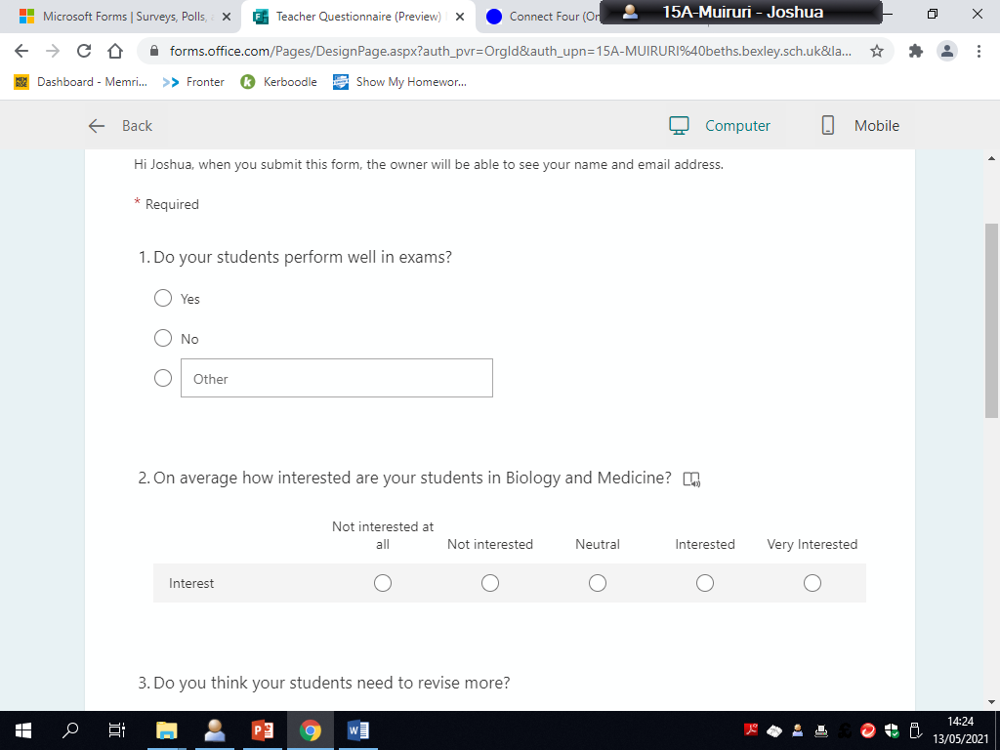 Microsoft Forms | Surveys, Polls,
Teacher Questionnaire (Preview)
Connect Four (Or
15A-Muiruri - Joshua
forms.office.com/Pages/DesignPage.aspx?auth_pvr=OrgId&auth_upn=15A-MUIRURI%40beths.bexley.sch.uk&la...
Dashboard - Memri...
Fronter
Kerboodle
Show My Homewor...
Back
Computer
Mobile
Hi Joshua, when you submit this form, the owner will be able to see your name and email address.
* Required
1. Do your students perform well in exams?
Yes
No
Other
2. On average how interested are your students in Biology and Medicine?
Not interested at
all
Not interested
Neutral
Interested
Very Interested
Interest
3. Do you think your students need to revise more?
14:24
13/05/2021